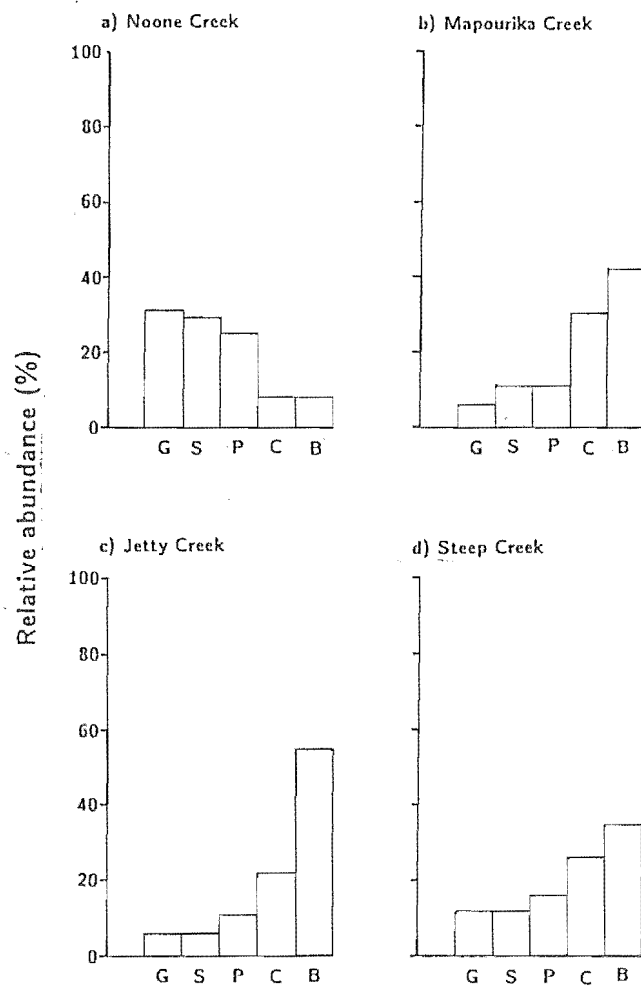 a) Noone Creek
b) Mapourika Creek
100
80
60
40
20
0
G S P C B
G S P C B
c) Jetty Creek
d) Steep Creek
100
80
60
40
20
0
G S P C B
G S P C B
Relative abundance (%)